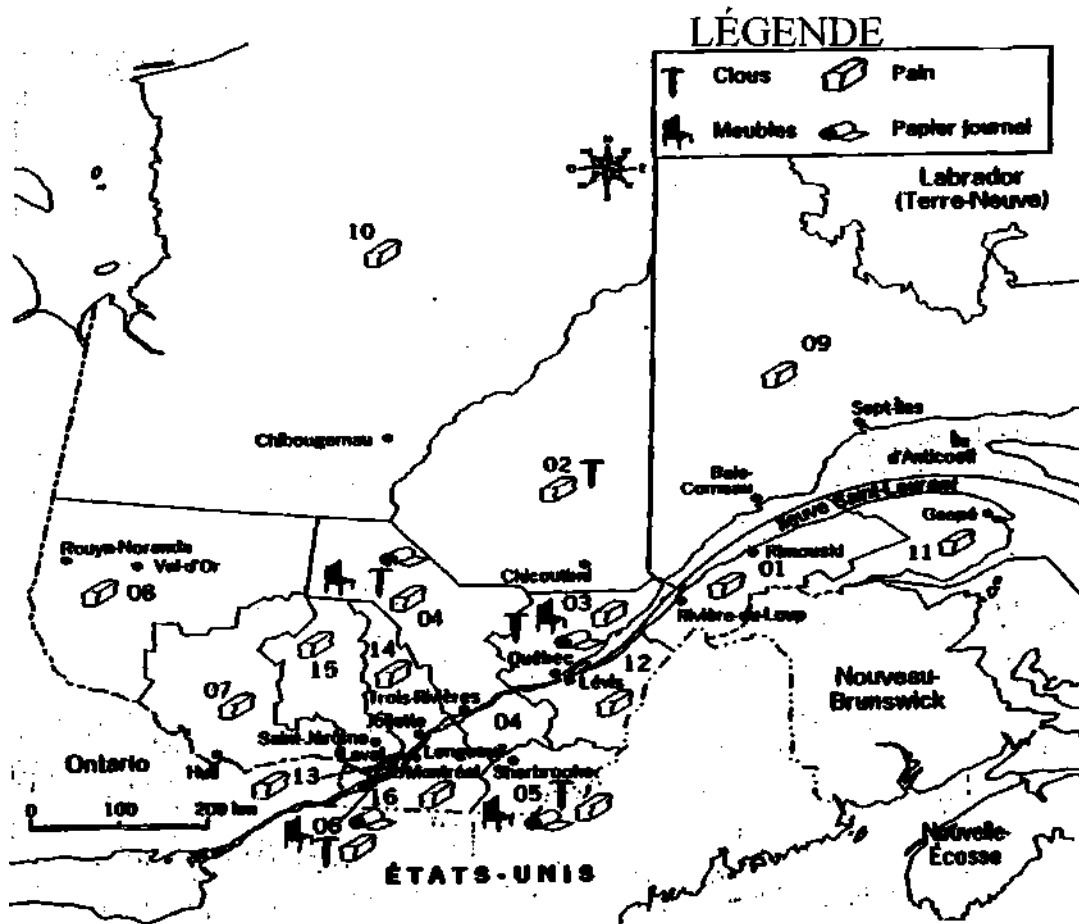 LÉGENDE
Clous
Pain
Meubles
Papier journal
Labrador
(Terre-Neuve)
10
09
Sept-Îles
Île
d'Anticosti
Chibougamau
02
Baie-
Comeau
fleuve Saint-Laurent
Gaspé
11
Rouyn-Noranda
Val-d'Or
08
Rimouski
01
Chicoutimi
Rivière-du-Loup
03
04
14
15
Québec
12
Lévis
07
Trois-Rivières
Joliette
04
Nouveau-
Brunswick
Saint-Jérôme
Laval
Longueuil
Ontario
Hull
13
Montréal
Sherbrooke
16
05
06
0 100 200 km
Nouvelle-
Écosse
ÉTATS-UNIS